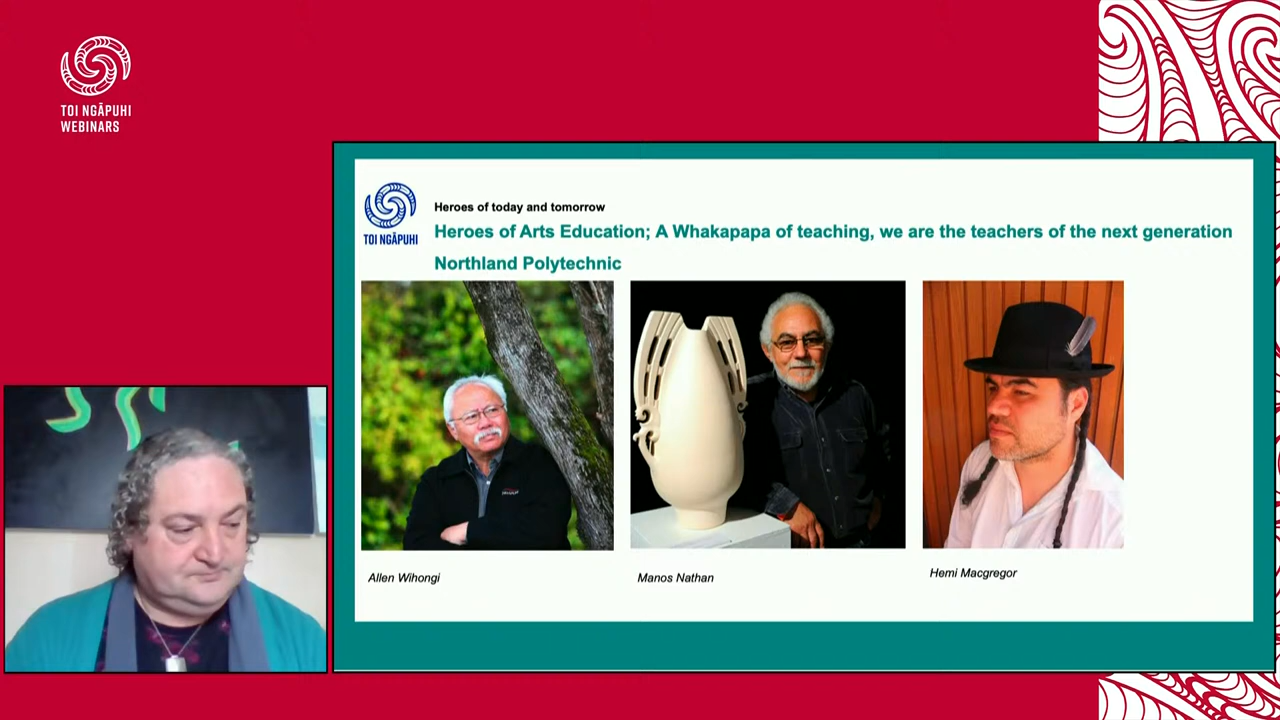 TOI NGĀPUHI
WEBINARS
TOI NGĀPUHI
Heroes of today and tomorrow
Heroes of Arts Education; A Whakapapa of teaching, we are the teachers of the next generation
Northland Polytechnic
Allen Wihongi
Manos Nathan
Hemi Macgregor